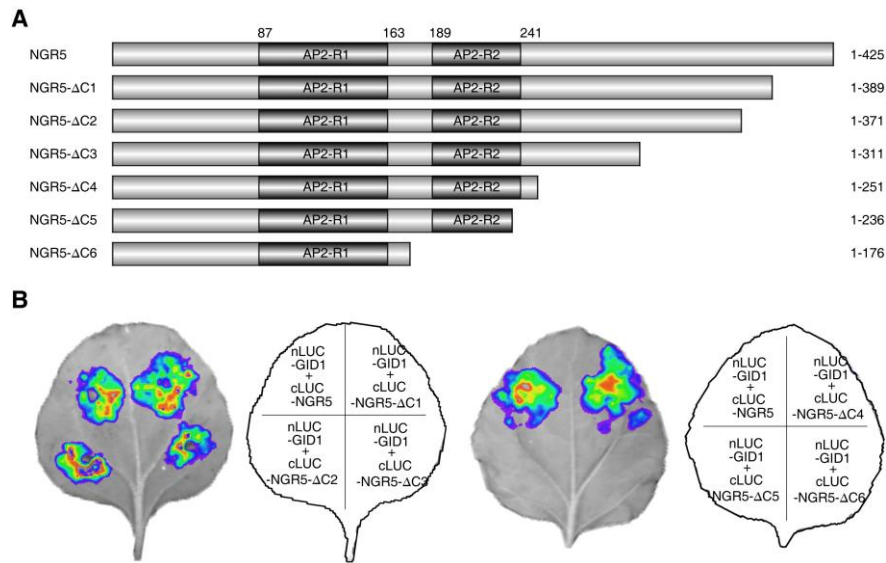 A
87 163 189 241
NGR5 AP2-R1 AP2-R2 1-425
NGR5-ΔC1 AP2-R1 AP2-R2 1-389
NGR5-ΔC2 AP2-R1 AP2-R2 1-371
NGR5-ΔC3 AP2-R1 AP2-R2 1-311
NGR5-ΔC4 AP2-R1 AP2-R2 1-251
NGR5-ΔC5 AP2-R1 AP2-R2 1-236
NGR5-ΔC6 AP2-R1 1-176
B
nLUC
-GID1
+
cLUC
-NGR5
nLUC
-GID1
+
cLUC
-NGR5-ΔC1
nLUC
-GID1
+
cLUC
-NGR5-ΔC2
nLUC
-GID1
+
cLUC
-NGR5-ΔC3
nLUC
-GID1
+
cLUC
-NGR5
nLUC
-GID1
+
cLUC
-NGR5-ΔC4
nLUC
-GID1
+
cLUC
NGR5-ΔC5
nLUC
-GID1
+
cLUC
-NGR5-ΔC6